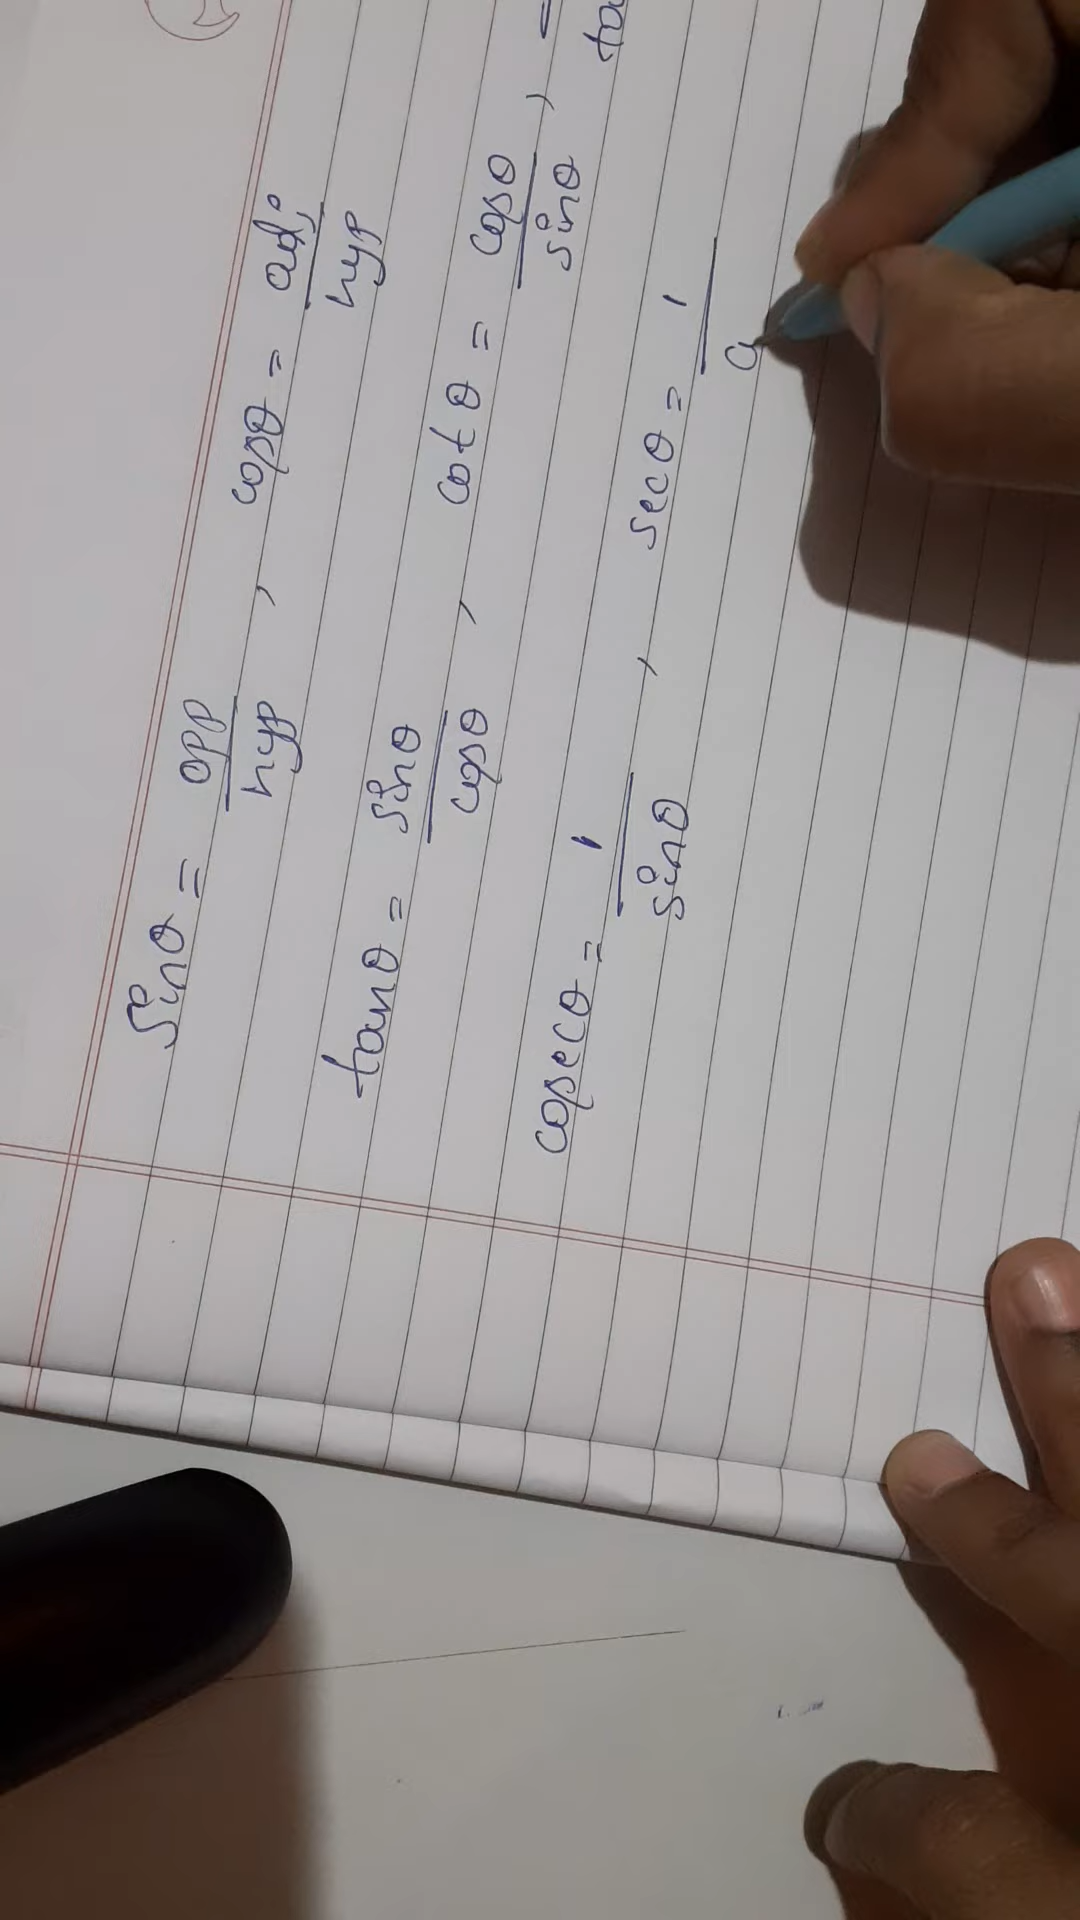 sinθ = opp/hyp , cosθ = adj/hyp
tanθ = sinθ/cosθ , cotθ = cosθ/sinθ , =
cosecθ = 1/sinθ , secθ = 1/